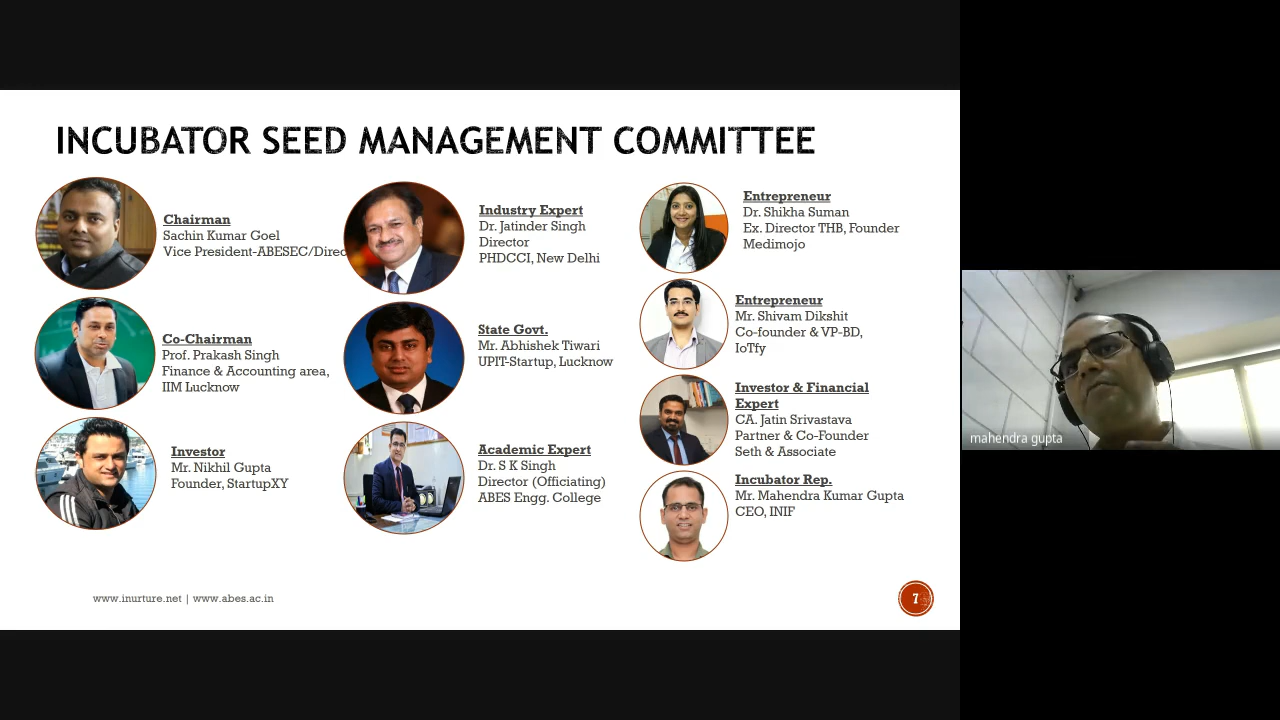 INCUBATOR SEED MANAGEMENT COMMITTEE
Chairman
Sachin Kumar Goel
Vice President-ABESEC/Direc
Co-Chairman
Prof. Prakash Singh
Finance & Accounting area,
IIM Lucknow
Investor
Mr. Nikhil Gupta
Founder, StartupXY
Industry Expert
Dr. Jatinder Singh
Director
PHDCCI, New Delhi
State Govt.
Mr. Abhishek Tiwari
UPIT-Startup, Lucknow
Academic Expert
Dr. S K Singh
Director (Officiating)
ABES Engg. College
Entrepreneur
Dr. Shikha Suman
Ex. Director THB, Founder
Medimojo
Entrepreneur
Mr. Shivam Dikshit
Co-founder & VP-BD,
IoTfy
Investor & Financial
Expert
CA. Jatin Srivastava
Partner & Co-Founder
Seth & Associate
Incubator Rep.
Mr. Mahendra Kumar Gupta
CEO, INIF
www.inurture.net | www.abes.ac.in
7
mahendra gupta